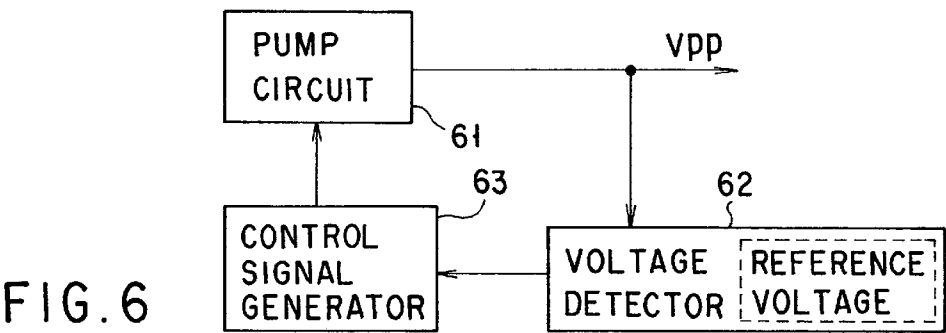 PUMP
CIRCUIT
VPP
61
63
62
CONTROL
SIGNAL
GENERATOR
VOLTAGE
DETECTOR
REFERENCE
VOLTAGE
FIG.6